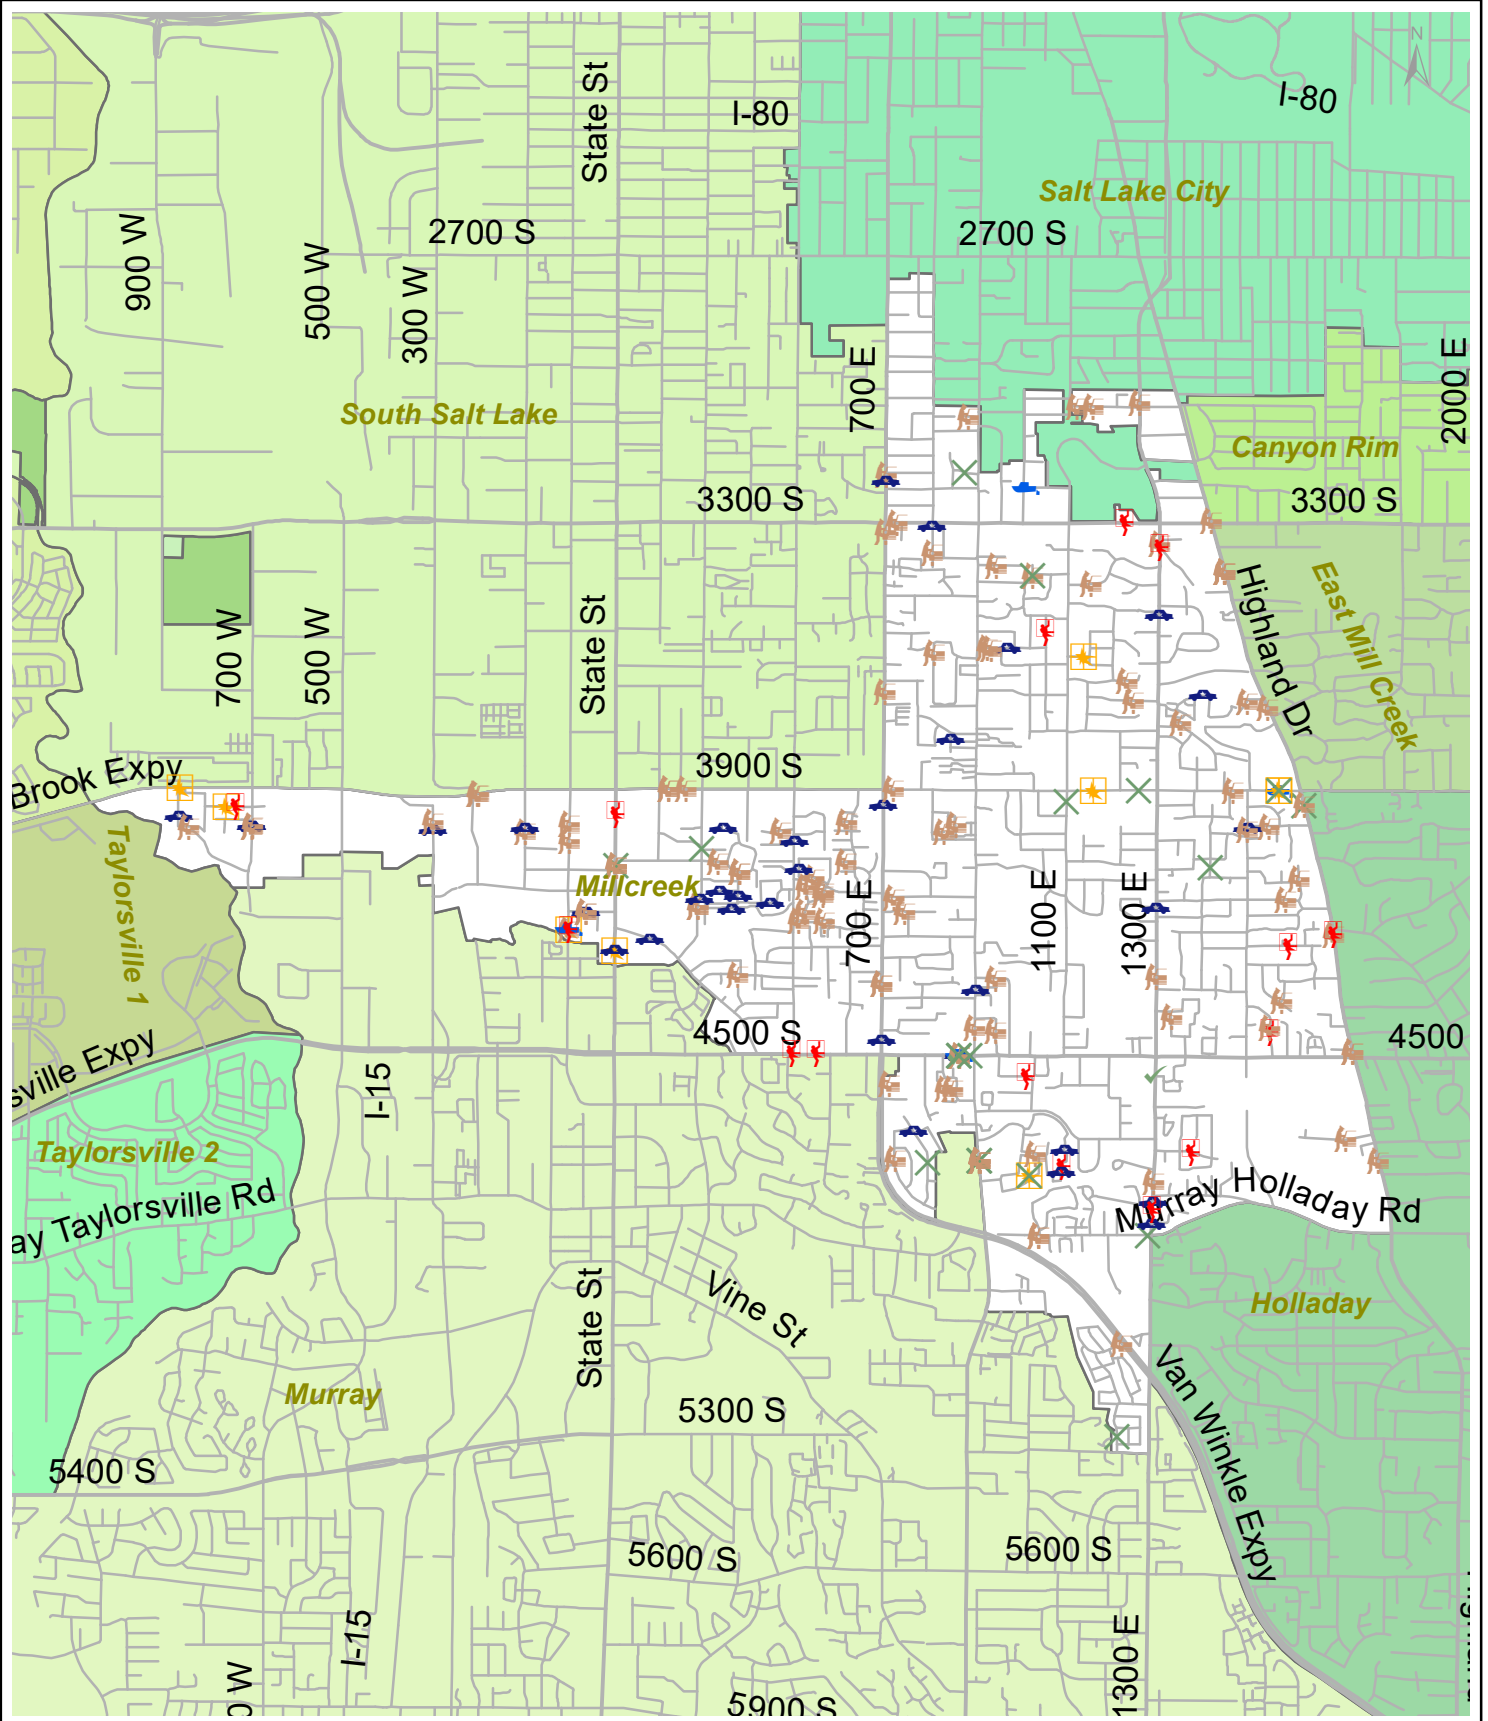 N
I-80
State St
I-80
Salt Lake City
2700 S
2700 S
900 W
500 W
300 W
700 E
2000 E
South Salt Lake
Canyon Rim
3300 S
3300 S
Highland Dr
East Mill Creek
700 W
500 W
State St
3900 S
Brook Expy
Taylorsville 1
Millcreek
700 E
1100 E
1300 E
4500 S
4500
sville Expy
I-15
Taylorsville 2
ay Taylorsville Rd
Murray Holladay Rd
Vine St
State St
Holladay
Murray
Van Winkle Expy
5300 S
5400 S
5600 S
5600 S
I-15
1300 E
0 W
5900 S